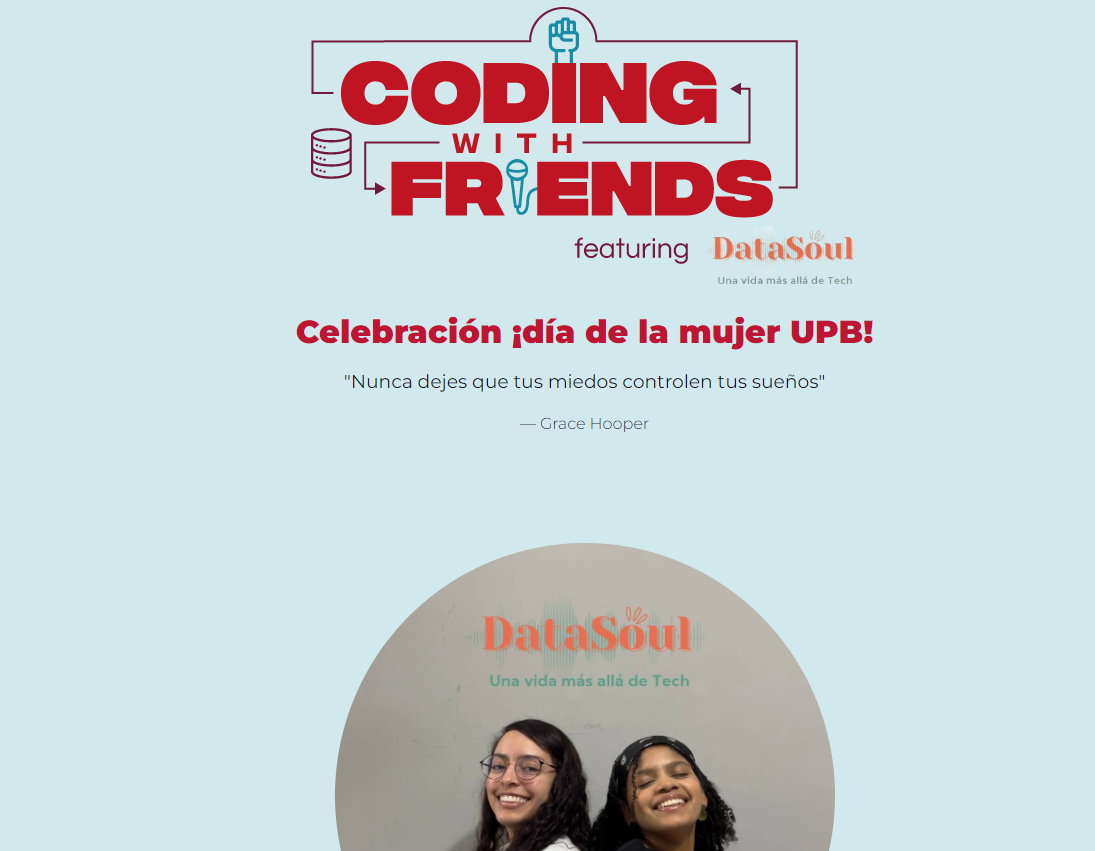 CODING
WITH
FRIENDS
featuring DataSoul
Una vida más allá de Tech
Celebración ¡día de la mujer UPB!
"Nunca dejes que tus miedos controlen tus sueños"
— Grace Hooper
DataSoul
Una vida más allá de Tech